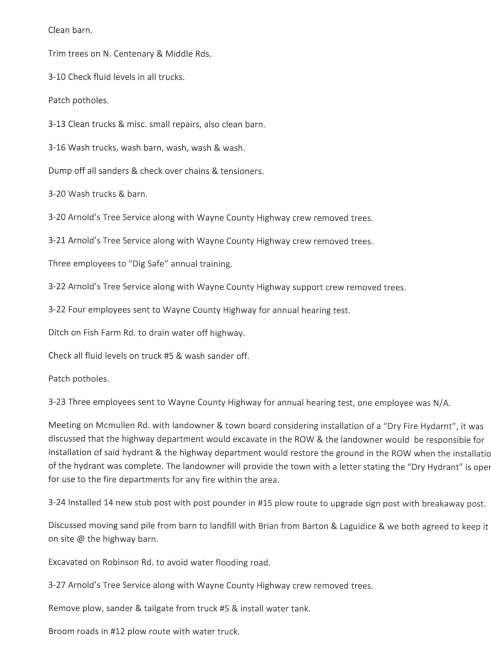 Clean barn.
Trim trees on N. Centenary & Middle Rds.
3-10 Check fluid levels in all trucks.
Patch potholes.
3-13 Clean trucks & misc. small repairs, also clean barn.
3-16 Wash trucks, wash barn, wash, wash & wash.
Dump off all sanders & check over chains & tensioners.
3-20 Wash trucks & barn.
3-20 Arnold's Tree Service along with Wayne County Highway crew removed trees.
3-21 Arnold's Tree Service along with Wayne County Highway crew removed trees.
Three employees to “Dig Safe” annual training.
3-22 Arnold's Tree Service along with Wayne County Highway support crew removed trees.
3-22 Four employees sent to Wayne County Highway for annual hearing test.
Ditch on Fish Farm Rd. to drain water off highway.
Check all fluid levels on truck #5 & wash sander off.
Patch potholes.
3-23 Three employees sent to Wayne County Highway for annual hearing test, one employee was N/A.
Meeting on Mcmullen Rd. with landowner & town board considering installation of a “Dry Fire Hydarnt”, it was
discussed that the highway department would excavate in the ROW & the landowner would be responsible for
installation of said hydrant & the highway department would restore the ground in the ROW when the installatio
of the hydrant was complete. The landowner will provide the town with a letter stating the “Dry Hydrant” is oper
for use to the fire departments for any fire within the area.
3-24 Installed 14 new stub post with post pounder in #15 plow route to upgrade sign post with breakaway post.
Discussed moving sand pile from barn to landfill with Brian from Barton & Laguidice & we both agreed to keep it
on site @ the highway barn.
Excavated on Robinson Rd. to avoid water flooding road.
3-27 Arnold's Tree Service along with Wayne County Highway crew removed trees.
Remove plow, sander & tailgate from truck #5 & install water tank.
Broom roads in #12 plow route with water truck.